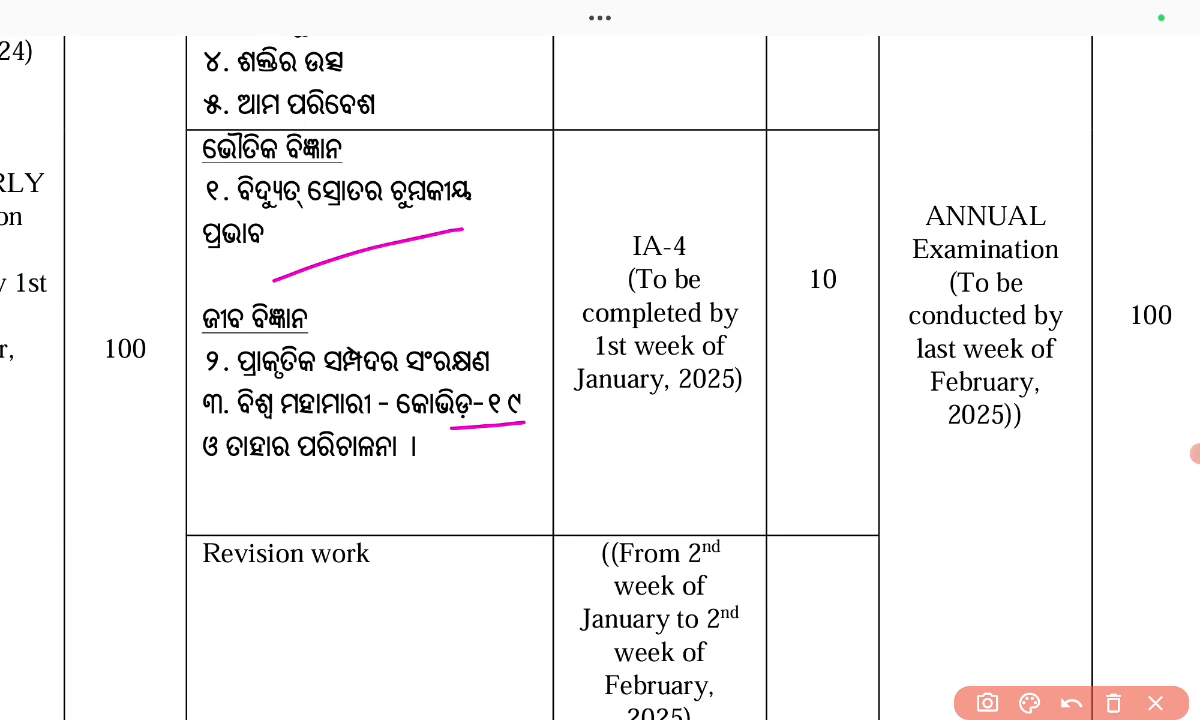 24)
RLY
on
y 1st
r,
100
୪. ଶକ୍ତିର ଉତ୍ସ
୫. ଆମ ପରିବେଶ
ଭୌତିକ ବିଜ୍ଞାନ
୧. ବିଦ୍ୟୁତ୍ ସ୍ରୋତର ଚୁମ୍ବକୀୟ
ପ୍ରଭାବ
ଜୀବ ବିଜ୍ଞାନ
୨. ପ୍ରାକୃତିକ ସମ୍ପଦର ସଂରକ୍ଷଣ
୩. ବିଶ୍ୱ ମହାମାରୀ - କୋଭିଡ଼-୧୯
ଓ ତାହାର ପରିଚାଳନା ।
IA-4
(To be
completed by
1st week of
January, 2025)
10
ANNUAL
Examination
(To be
conducted by
last week of
February,
2025))
100
Revision work
((From 2nd
week of
January to 2nd
week of
February,
2025)